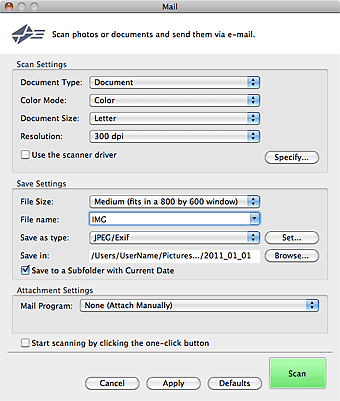 Mail
Scan photos or documents and send them via e-mail.
Scan Settings
Document Type: Document
Color Mode: Color
Document Size: Letter
Resolution: 300 dpi
Use the scanner driver
Specify...
Save Settings
File Size: Medium (fits in a 800 by 600 window)
File name: IMG
Save as type: JPEG/Exif Set...
Save in: /Users/UserName/Pictures.../2011_01_01 Browse...
Save to a Subfolder with Current Date
Attachment Settings
Mail Program: None (Attach Manually)
Start scanning by clicking the one-click button
Cancel Apply Defaults Scan